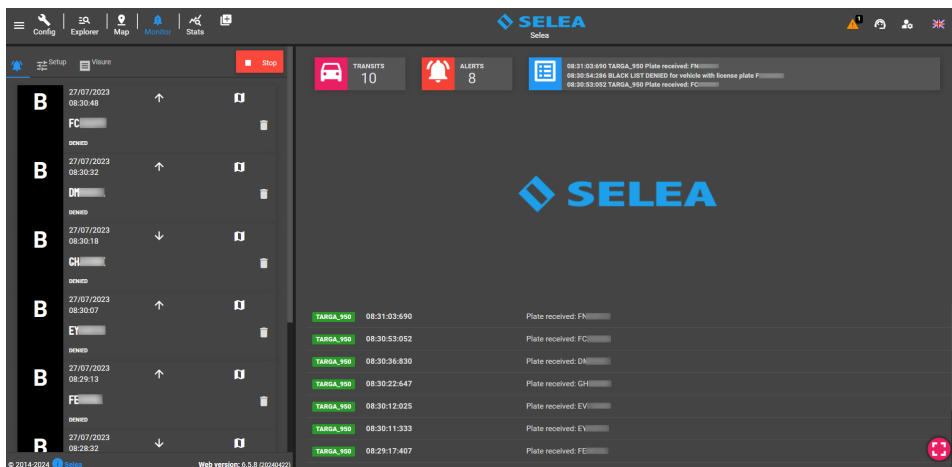 Config
Explorer
Map
Monitor
Stats
SELEA
Selea
1
Setup
Visure
Stop
TRANSITS
10
ALERTS
8
08:31:03:690 TARGA_950 Plate received: FN
08:30:54:286 BLACK LIST DENIED for vehicle with license plate F
08:30:53:052 TARGA_950 Plate received: FC
B
27/07/2023
08:30:48
FC
DENIED
B
27/07/2023
08:30:32
DM
DENIED
B
27/07/2023
08:30:18
GH
DENIED
B
27/07/2023
08:30:07
EY
DENIED
B
27/07/2023
08:29:13
FE
DENIED
B
27/07/2023
08:28:32
SELEA
TARGA_950 08:31:03:690 Plate received: FN
TARGA_950 08:30:53:052 Plate received: FC
TARGA_950 08:30:36:830 Plate received: DM
TARGA_950 08:30:22:647 Plate received: GH
TARGA_950 08:30:12:025 Plate received: EV
TARGA_950 08:30:11:333 Plate received: EY
TARGA_950 08:29:17:407 Plate received: FE
© 2014-2024 Selea Web version: 6.5.8 (20240422)